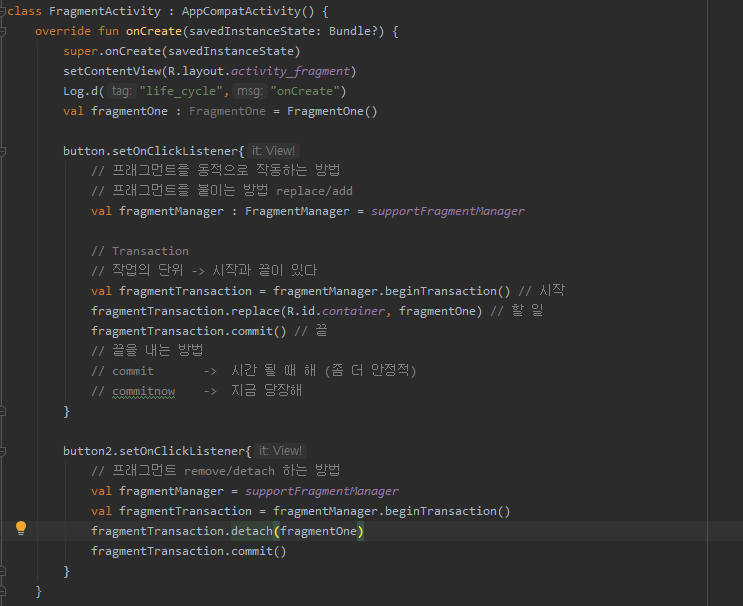 class FragmentActivity : AppCompatActivity() {
override fun onCreate(savedInstanceState: Bundle?) {
super.onCreate(savedInstanceState)
setContentView(R.layout.activity_fragment)
Log.d( tag: "life_cycle", msg: "onCreate")
val fragmentOne : FragmentOne = FragmentOne()
button.setOnClickListener{ it: View!
// 프래그먼트를 동적으로 작동하는 방법
// 프래그먼트를 붙이는 방법 replace/add
val fragmentManager : FragmentManager = supportFragmentManager
// Transaction
// 작업의 단위 -> 시작과 끝이 있다
val fragmentTransaction = fragmentManager.beginTransaction() // 시작
fragmentTransaction.replace(R.id.container, fragmentOne) // 할 일
fragmentTransaction.commit() // 끝
// 끝을 내는 방법
// commit -> 시간 될 때 해 (좀 더 안정적)
// commitnow -> 지금 당장해
}
button2.setOnClickListener{ it: View!
// 프래그먼트 remove/detach 하는 방법
val fragmentManager = supportFragmentManager
val fragmentTransaction = fragmentManager.beginTransaction()
fragmentTransaction.detach(fragmentOne)
fragmentTransaction.commit()
}
}